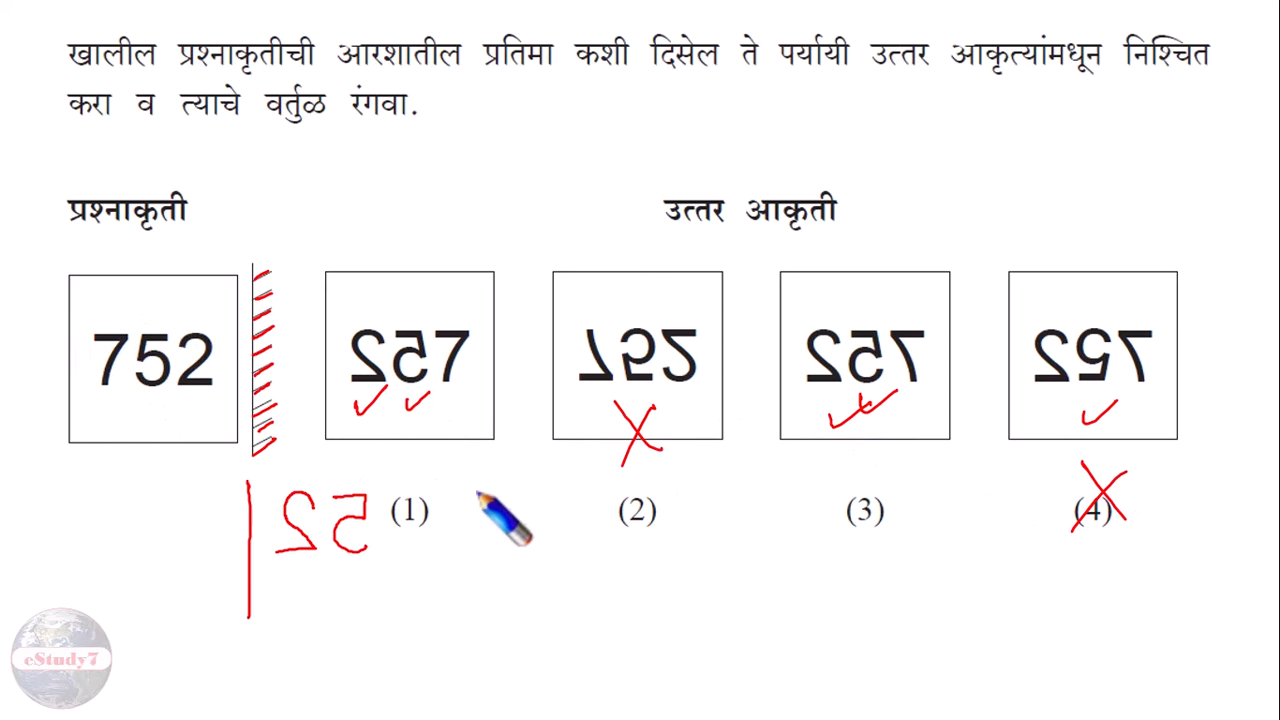 खालील प्रश्नाकृतीची आरशातील प्रतिमा कशी दिसेल ते पर्यायी उत्तर आकृत्यांमधून निश्चित
करा व त्याचे वर्तुळ रंगवा.
प्रश्नाकृती उत्तर आकृती
752
(1) (2) (3) (4)
eStudy7